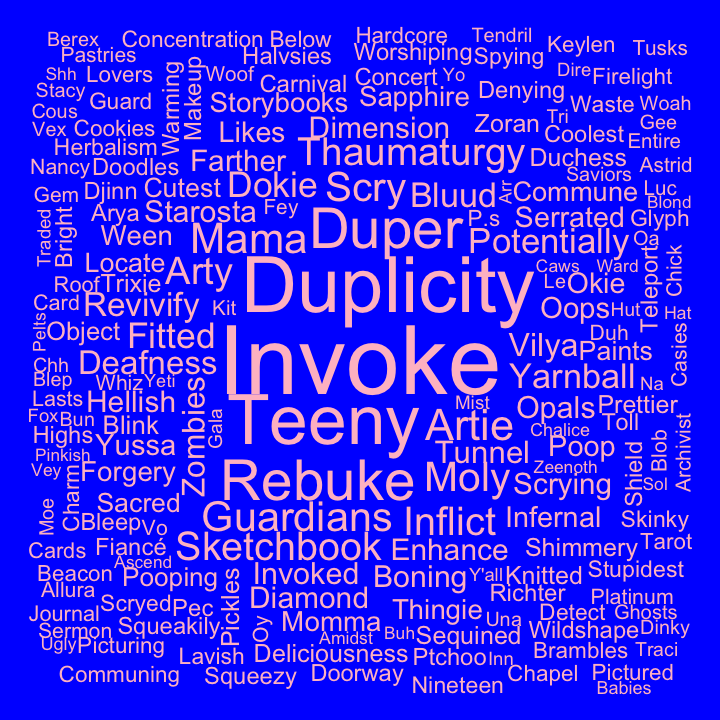 Berex
Concentration Below
Hardcore
Tendril
Pastries
Halvsies
Worshiping
Spying
Keylen
Tusks
Shh
Lovers
Warming
Makeup
Woof
Carnival
Concert
Yo
Dire
Firelight
Stacy
Guard
Storybooks
Sapphire
Denying
Waste
Woah
Cous
Vex
Cookies
Likes
Dimension
Zoran
Tri
Coolest
Gee
Entire
Herbalism
Farther
Thaumaturgy
Duchess
Saviors
Astrid
Nancy
Doodles
Gem
Djinn
Cutest
Dokie
Scry
Bluud
Arr
Commune
Luc
Blond
Traded
Bright
Arya
Starosta
Fey
Duper
P.s
Serrated
Glyph
Ween
Mama
Potentially
Locate
Arty
Duplicity
Caws
Ward
Teleport
Chick
Roof
Trixie
Le
Okie
Card
Revivify
Kit
Oops
Hut
Hat
Pelts
Object
Fitted
Invoke
Vilya
Duh
Paints
Casies
Chh
Deafness
Blep
Whiz
Yeti
Yarnball
Na
Lasts
Hellish
Zombies
Gala
Teeny
Mist
Artie
Opals
Prettier
Fox
Bun
Blink
Chalice
Toll
Highs
Yussa
Tunnel
Poop
Shield
Blob
Archivist
Pinkish
Vey
Forgery
Rebuke
Moly
Zeenoth
Scrying
Sol
Moe
Charm
Sacred
Guardians
Inflict
Infernal
Skinky
CBleep
Vo
Cards
Fiancé
Sketchbook
Enhance
Shimmery
Tarot
Ascend
Beacon
Pooping
Invoked
Boning
Y'all
Knitted
Stupidest
Allura
Scryed
Pec
Pickles
Diamond
Richter
Platinum
Journal
Squeakily
Oy
Momma
Thingie
Una
Detect
Ghosts
Sermon
Amidst
Buh
Sequined
Wildshape
Dinky
Ugly
Picturing
Lavish
Deliciousness
Ptchoo
Inn
Brambles
Traci
Communing
Squeezy
Doorway
Nineteen
Chapel
Pictured
Babies